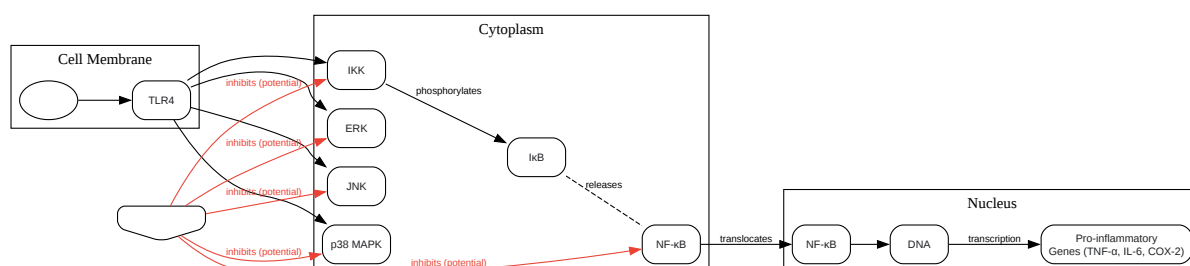 Cytoplasm
Cell Membrane
IKK
inhibits (potential)
TLR4
phosphorylates
ERK
inhibits (potential)
IκB
JNK
inhibits (potential)
releases
Nucleus
p38 MAPK
inhibits (potential)
NF-κB
translocates
NF-κB
DNA
transcription
Pro-inflammatory
Genes (TNF-α, IL-6, COX-2)
inhibits (potential)